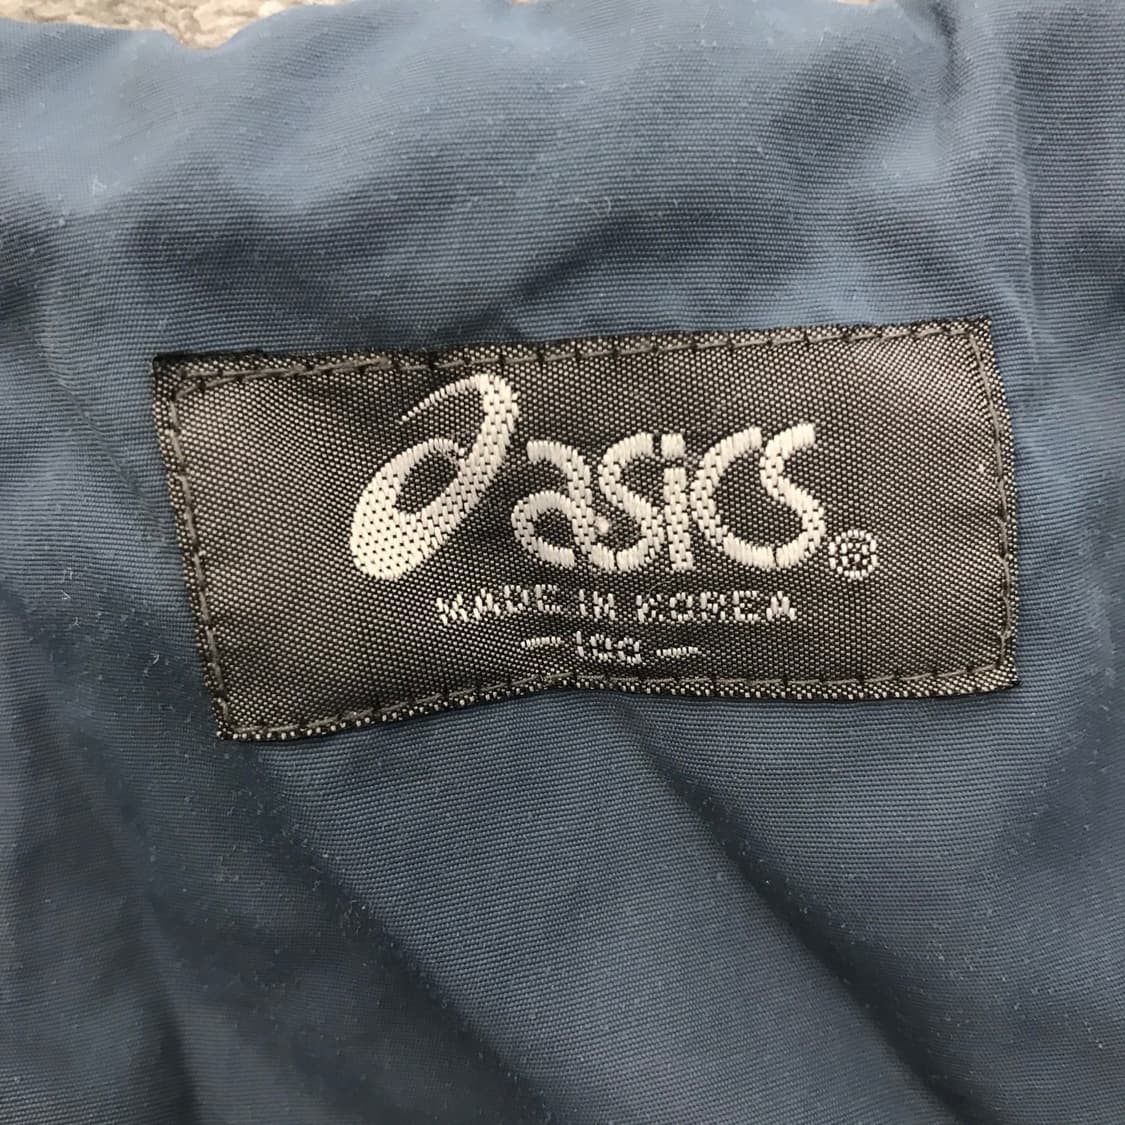 asics®
MADE IN KOREA
— 100 —